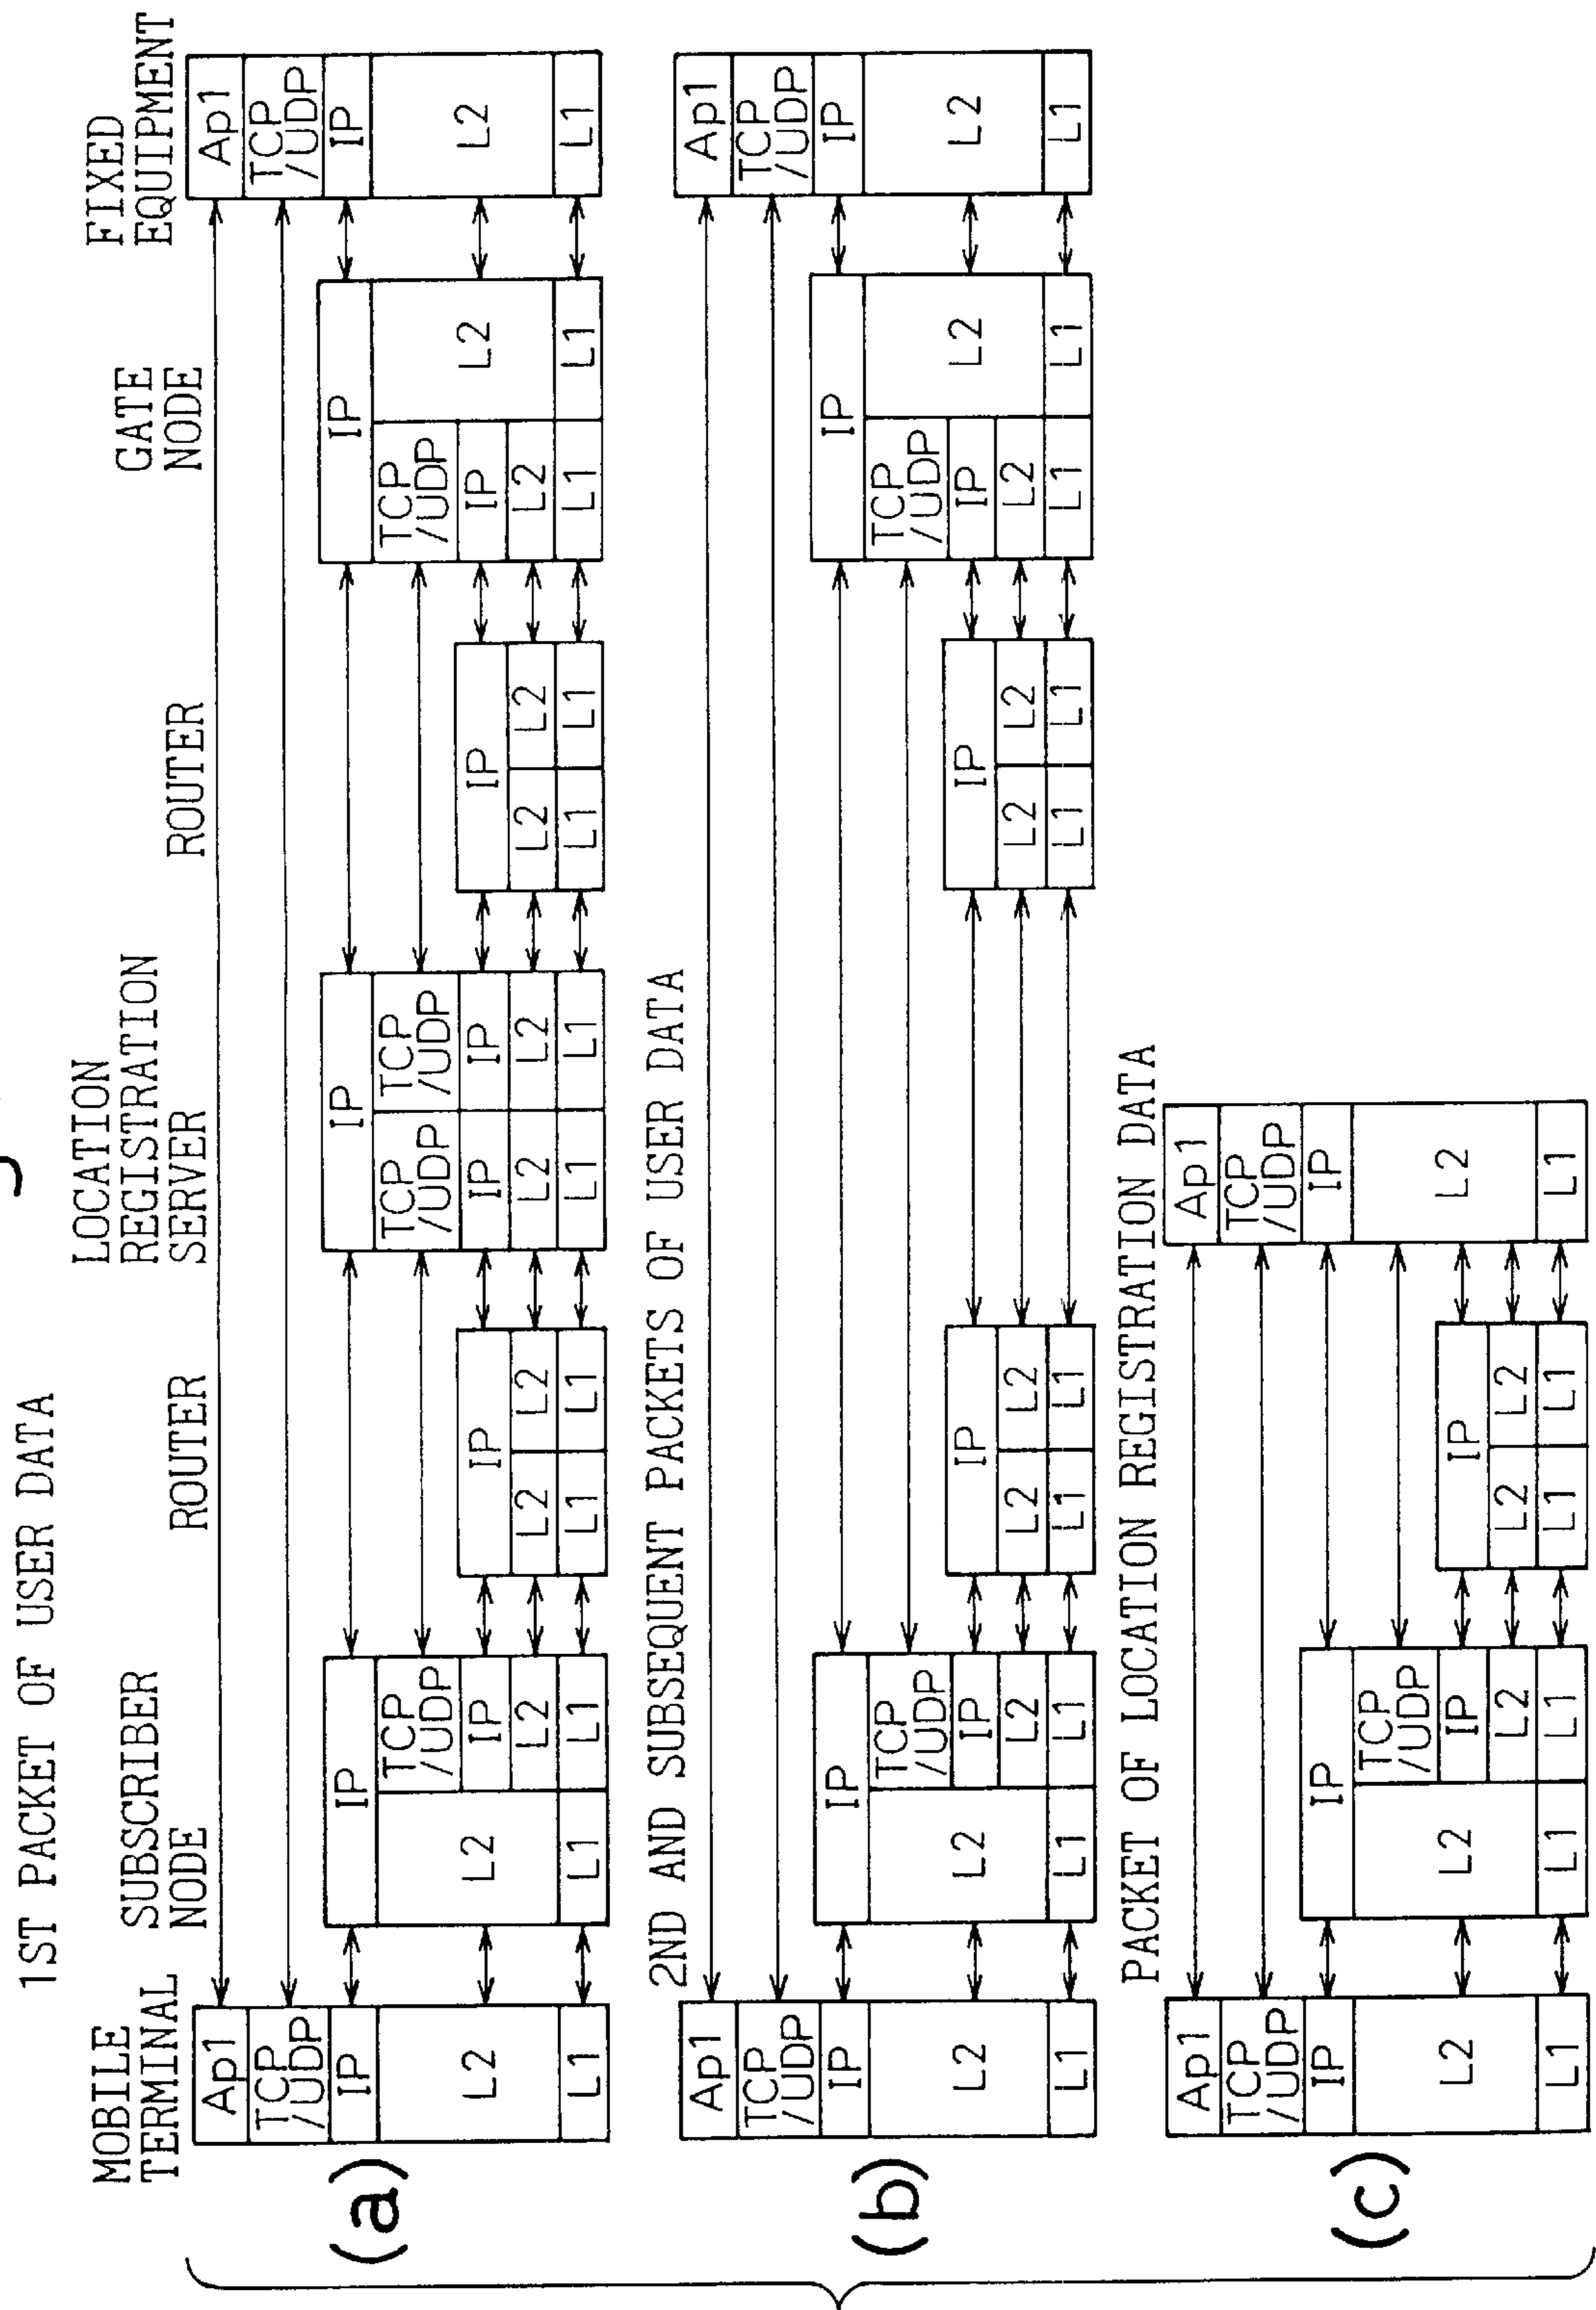 1ST PACKET OF USER DATA
MOBILE
TERMINAL
SUBSCRIBER
NODE
ROUTER
LOCATION
REGISTRATION
SERVER
ROUTER
GATE
NODE
FIXED
EQUIPMENT
(a)
Ap1
TCP
/UDP
IP
L2
L1
IP
L2
L1
TCP
/UDP
IP
L2
L1
IP
L2
L2
L1
L1
IP
TCP
/UDP
TCP
/UDP
IP
IP
L2
L2
L1
L1
IP
L2
L2
L1
L1
IP
TCP
/UDP
IP
L2
L1
L2
L1
Ap1
TCP
/UDP
IP
L2
L1
2ND AND SUBSEQUENT PACKETS OF USER DATA
(b)
Ap1
TCP
/UDP
IP
L2
L1
IP
L2
L1
TCP
/UDP
IP
L2
L1
IP
L2
L2
L1
L1
IP
L2
L2
L1
L1
IP
TCP
/UDP
IP
L2
L1
L2
L1
Ap1
TCP
/UDP
IP
L2
L1
PACKET OF LOCATION REGISTRATION DATA
(c)
Ap1
TCP
/UDP
IP
L2
L1
IP
L2
L1
TCP
/UDP
IP
L2
L1
IP
L2
L2
L1
L1
Ap1
TCP
/UDP
IP
L2
L1